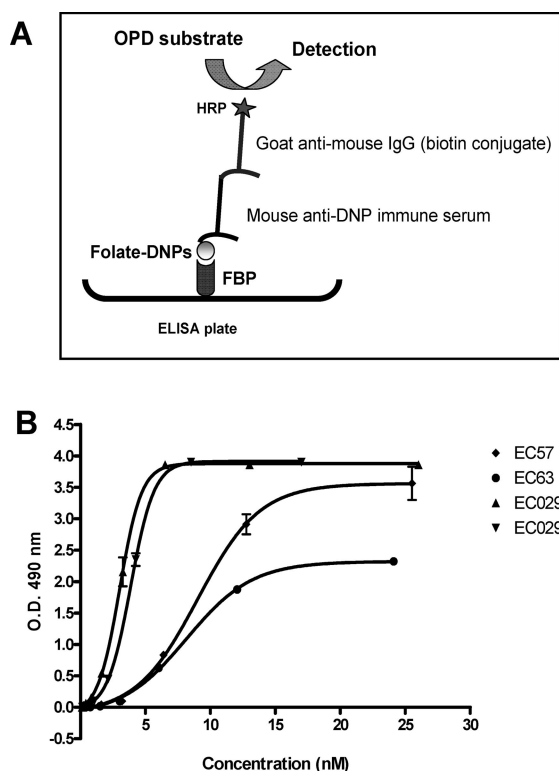 A
OPD substrate
Detection
HRP
Goat anti-mouse IgG (biotin conjugate)
Mouse anti-DNP immune serum
Folate-DNPs
FBP
ELISA plate
B
O.D. 490 nm
4.5
4.0
3.5
3.0
2.5
2.0
1.5
1.0
0.5
0.0
-0.5
5
10
15
20
25
30
Concentration (nM)
EC57
EC63
EC029
EC029